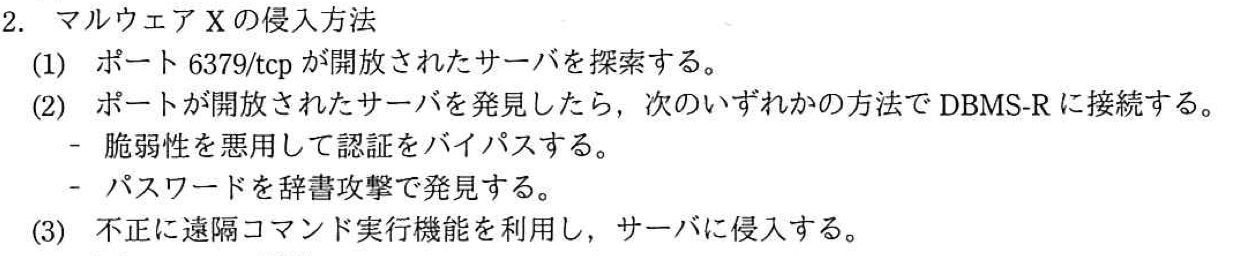 2. マルウェア X の侵入方法
(1) ポート 6379/tcp が開放されたサーバを探索する。
(2) ポートが開放されたサーバを発見したら，次のいずれかの方法で DBMS-R に接続する。
- 脆弱性を悪用して認証をバイパスする。
- パスワードを辞書攻撃で発見する。
(3) 不正に遠隔コマンド実行機能を利用し，サーバに侵入する。